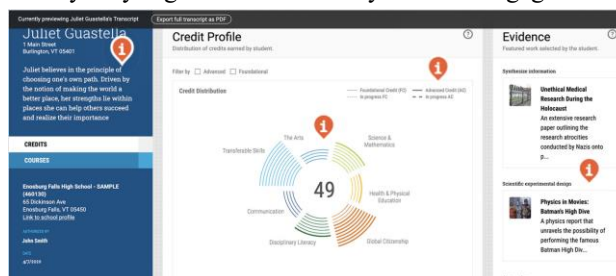 Currently previewing Juliet Guastella's Transcript
Export full transcript as PDF
Juliet Guastella
1 Main Street
Burlington, VT 05401
Juliet believes in the principle of
choosing one's own path. Driven by
the notion of making the world a
better place, her strengths lie within
places she can help others succeed
and realize their importance
CREDITS
COURSES
Enosburg Falls High School - SAMPLE
(460130)
65 Dickinson Ave
Enosburg Falls, VT 05450
Link to school profile
AUTHORIZED BY
John Smith
DATE
Credit Profile
Distribution of credits earned by student.
Filter by Advanced Foundational
Credit Distribution
Foundational Credit (FC)
Advanced Credit (AC)
In progress FC
In progress AC
The Arts
Science &
Mathematics
Transferable Skills
49
Health & Physical
Education
Communication
Disciplinary Literacy
Global Citizenship
Evidence
Featured work selected by the student.
Synthesize information
Unethical Medical
Research During the
Holocaust
An extensive research
paper outlining the
research atrocities
conducted by Nazis onto
p...
Scientific experimental design
Physics in Movies:
Batman's High Dive
A physics report that
unravels the possibility of
performing the famous
Batman High Div...